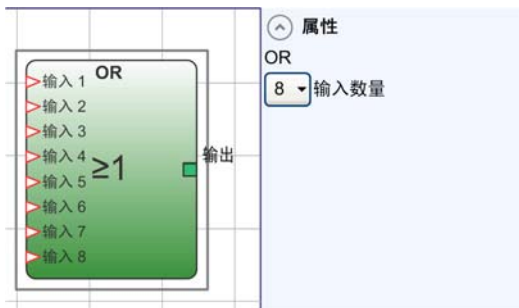 OR
输入 1
输入 2
输入 3
输入 4
输入 5
输入 6
输入 7
输入 8
≥1
输出
属性
OR
8 输入数量